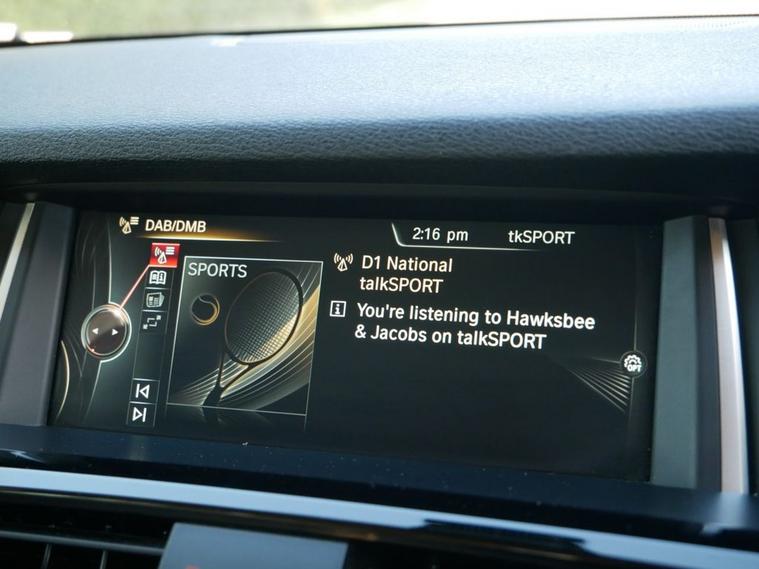 DAB/DMB
2:16 pm
tkSPORT
SPORTS
D1 National
talkSPORT
You're listening to Hawksbee
& Jacobs on talkSPORT
OPT